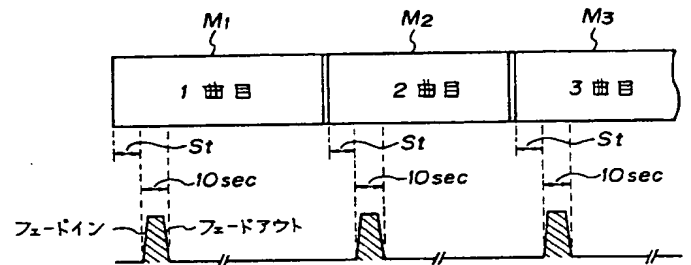 M1 M2 M3
1 曲目 2 曲目 3 曲目
St St St
10sec 10sec 10sec
フェードイン フェードアウト